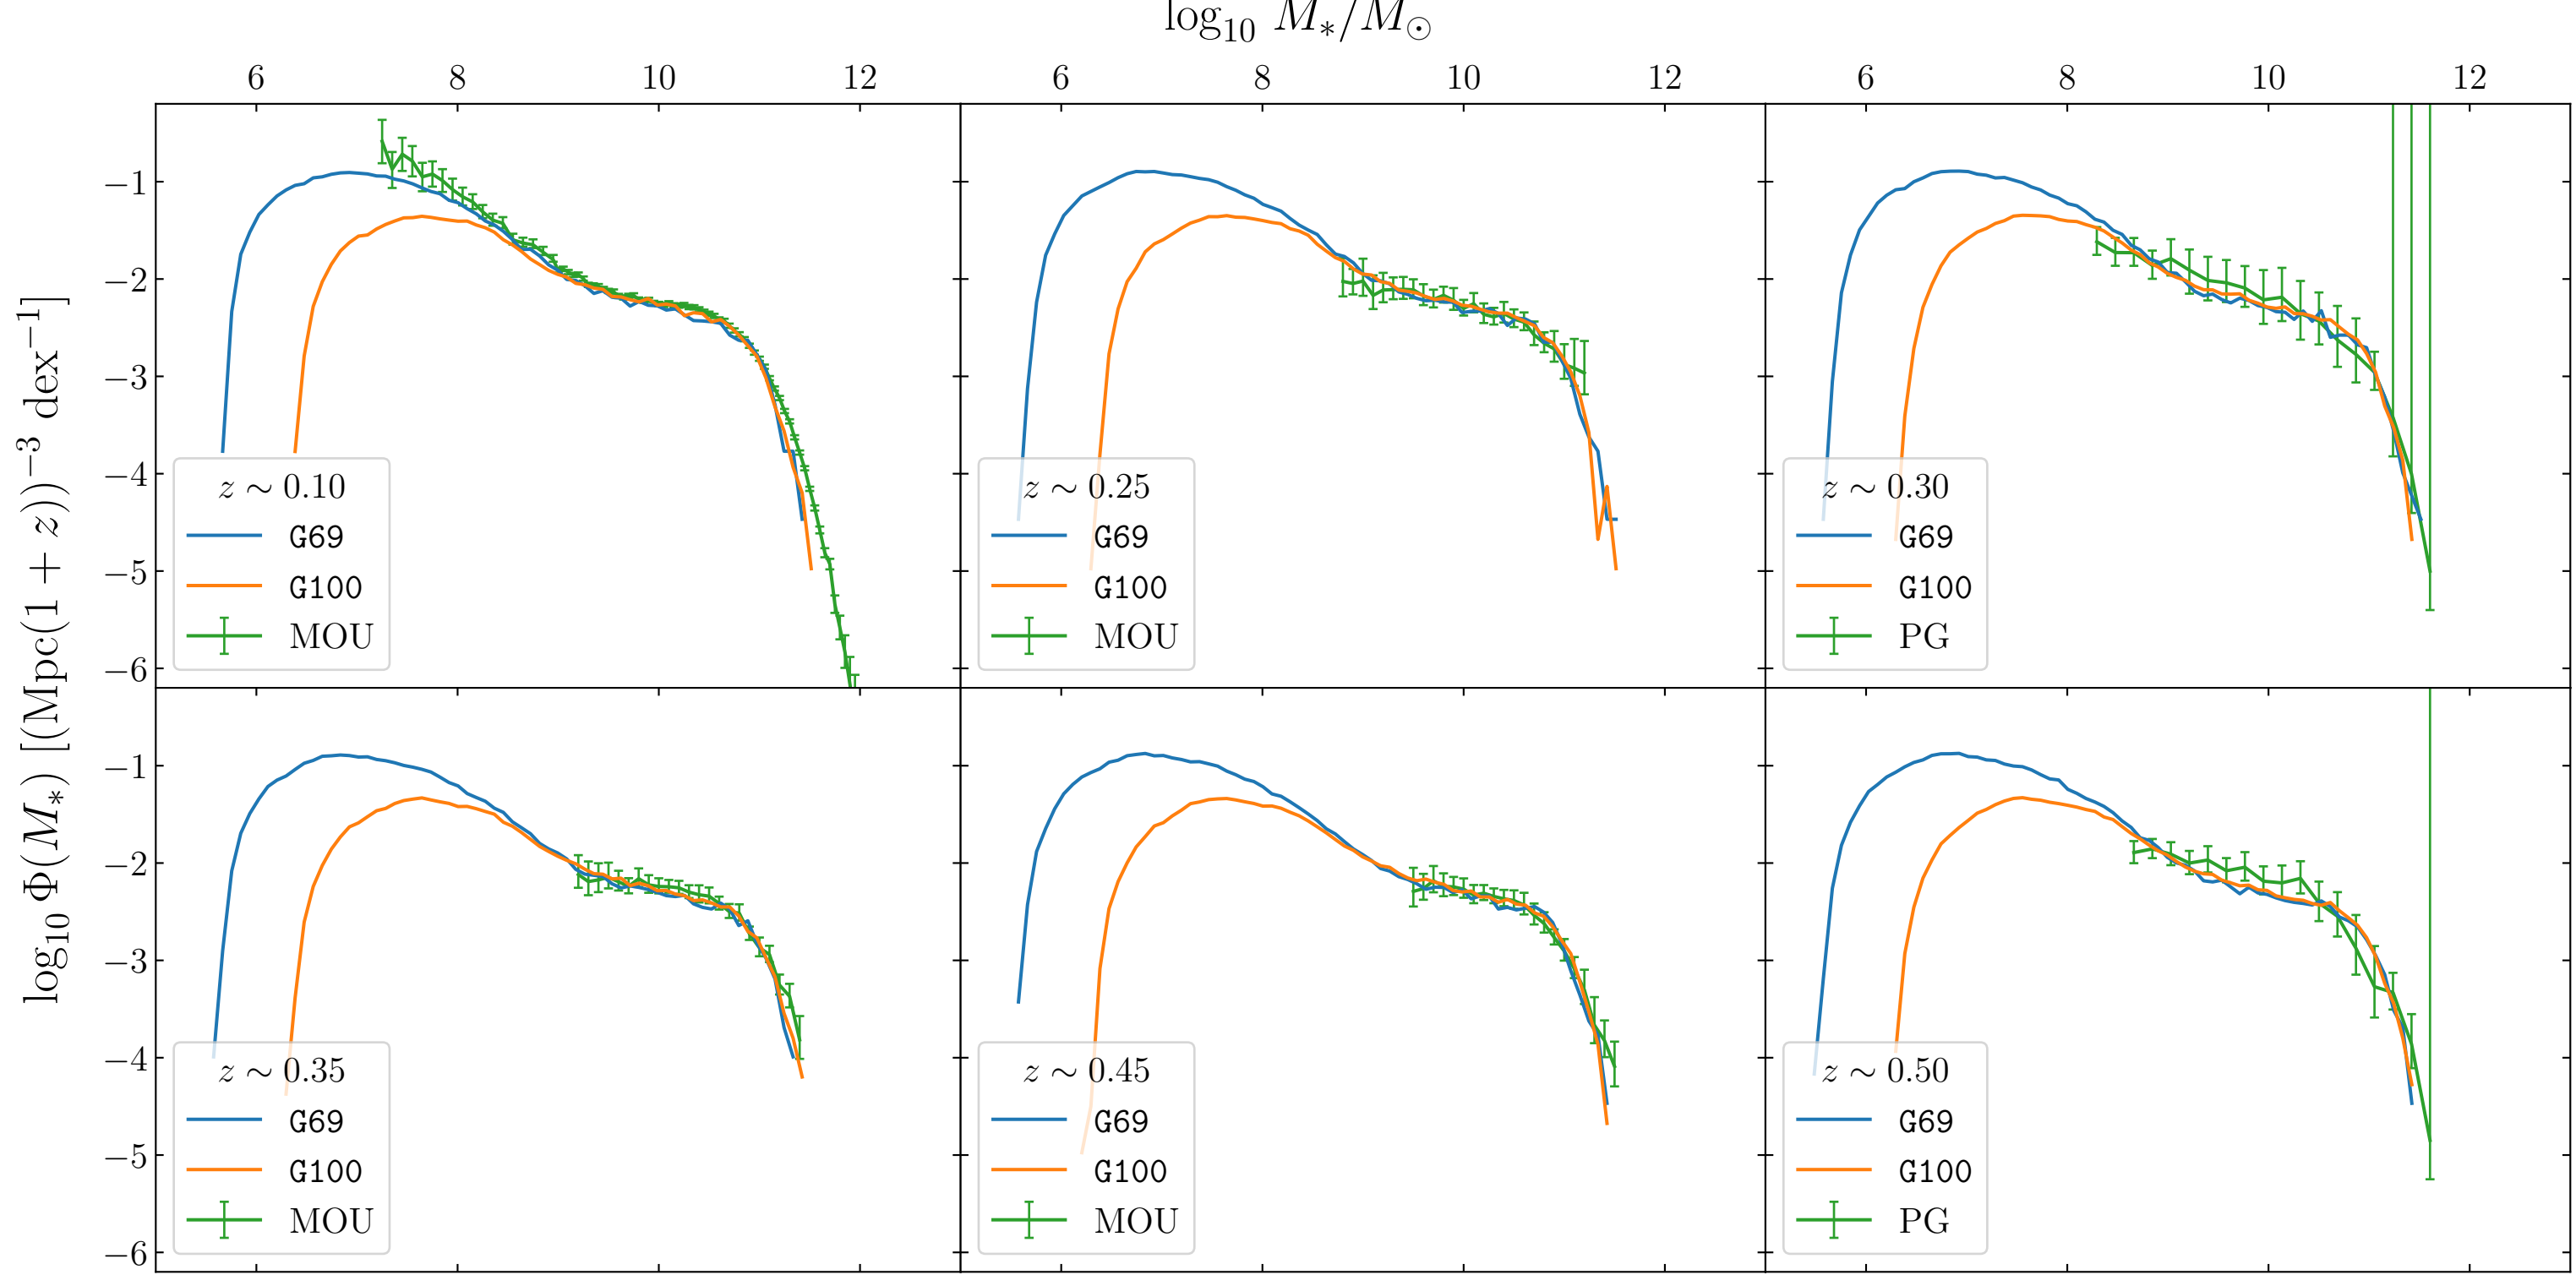 log₁₀ M∗/M⊙
6 8 10 12 6 8 10 12 6 8 10 12
log₁₀ Φ(M∗) [(Mpc(1 + z))⁻³ dex⁻¹]
−1
−2
−3
−4
−5
−6
z ∼ 0.10
G69
G100
MOU
z ∼ 0.25
G69
G100
MOU
z ∼ 0.30
G69
G100
PG
−1
−2
−3
−4
−5
−6
z ∼ 0.35
G69
G100
MOU
z ∼ 0.45
G69
G100
MOU
z ∼ 0.50
G69
G100
PG